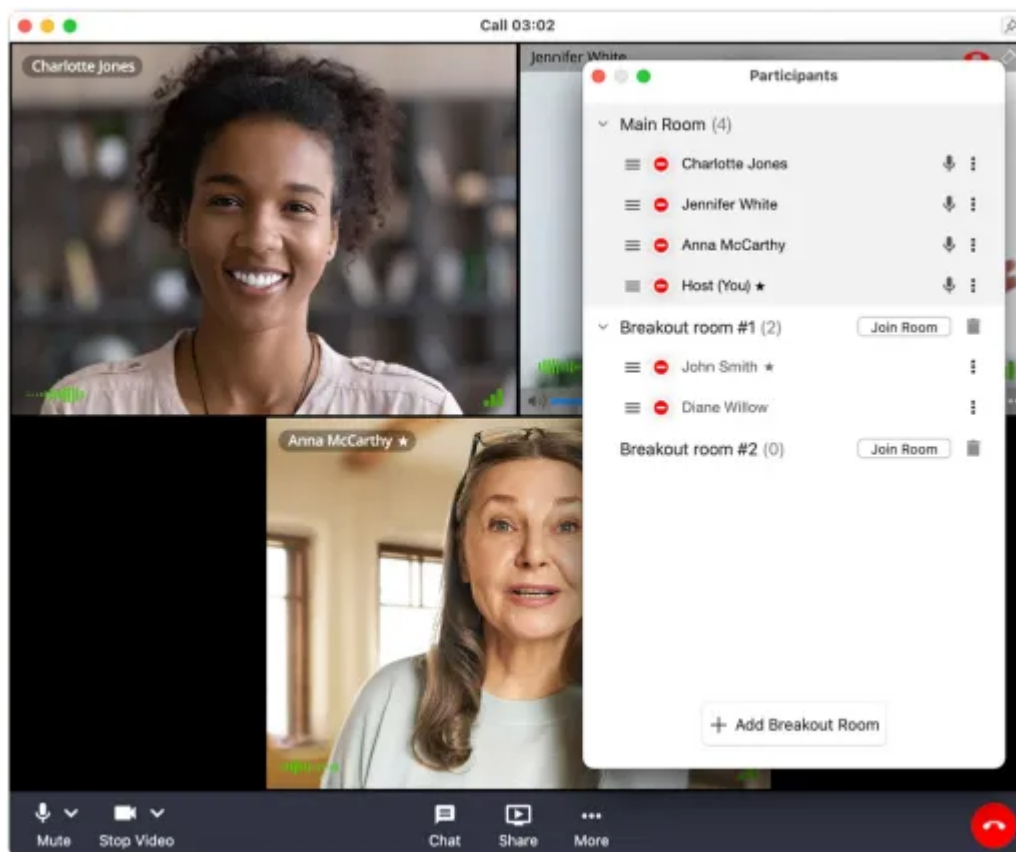 Call 03:02
Charlotte Jones
Jennifer White
Participants
Main Room (4)
Charlotte Jones
Jennifer White
Anna McCarthy
Host (You) ★
Breakout room #1 (2) Join Room
John Smith ★
Diane Willow
Breakout room #2 (0) Join Room
Anna McCarthy ★
+ Add Breakout Room
Mute Stop Video Chat Share More